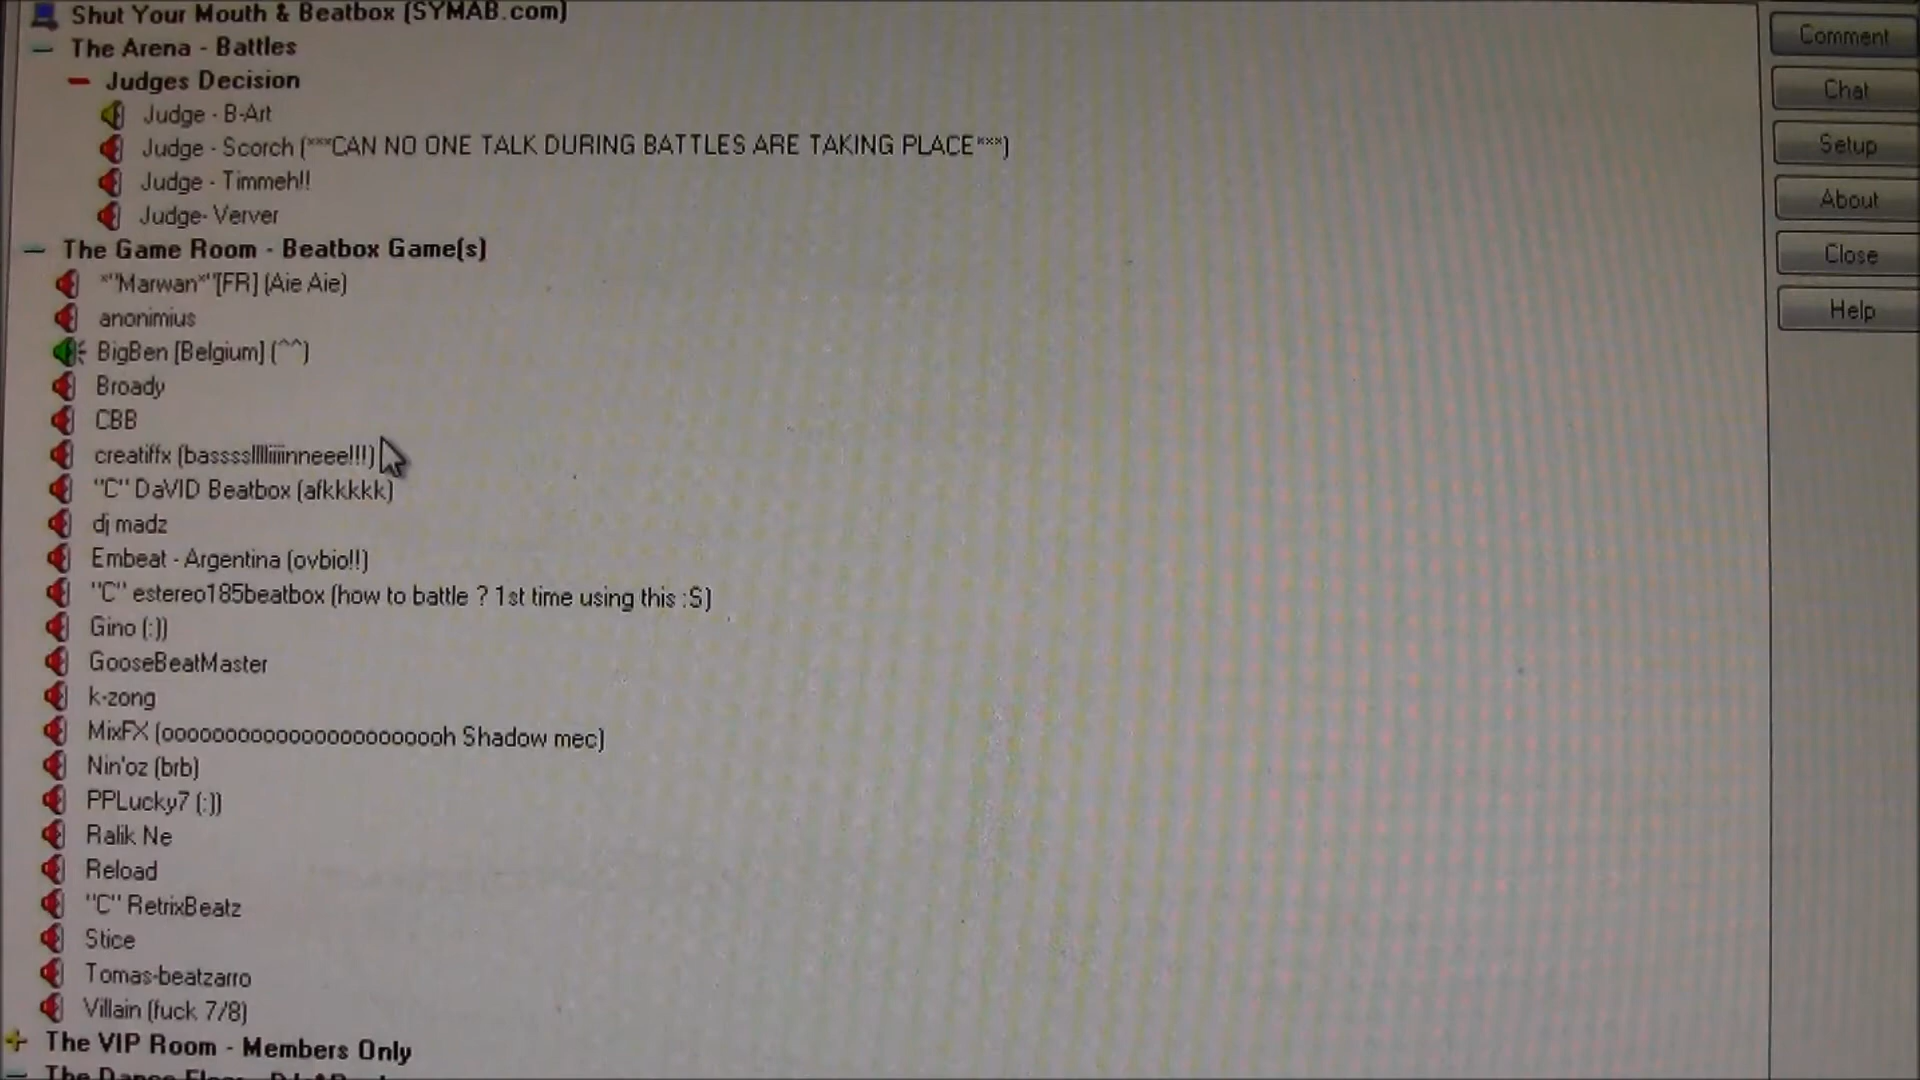 Shut Your Mouth & Beatbox (SYMAB.com)
The Arena - Battles
Judges Decision
Judge - B-Art
Judge - Scorch (***CAN NO ONE TALK DURING BATTLES ARE TAKING PLACE***)
Judge - Timmeh!!
Judge- Verver
The Game Room - Beatbox Game(s)
*"Marwan*"[FR] (Aie Aie)
anonimius
BigBen [Belgium] (^^)
Broady
CBB
creatiffx (basssslllliiiinneee!!!)
"C" DaVID Beatbox (afkkkkk)
dj madz
Embeat - Argentina (ovbio!!)
"C" estereo185beatbox (how to battle ? 1st time using this :S)
Gino (:))
GooseBeatMaster
k-zong
MixFX (ooooooooooooooooooooooh Shadow mec)
Nin'oz (brb)
PPLucky7 (:))
Ralik Ne
Reload
"C" RetrixBeatz
Stice
Tomas-beatzarro
Villain (fuck 7/8)
The VIP Room - Members Only
The Dance Floor -
Comment
Chat
Setup
About
Close
Help